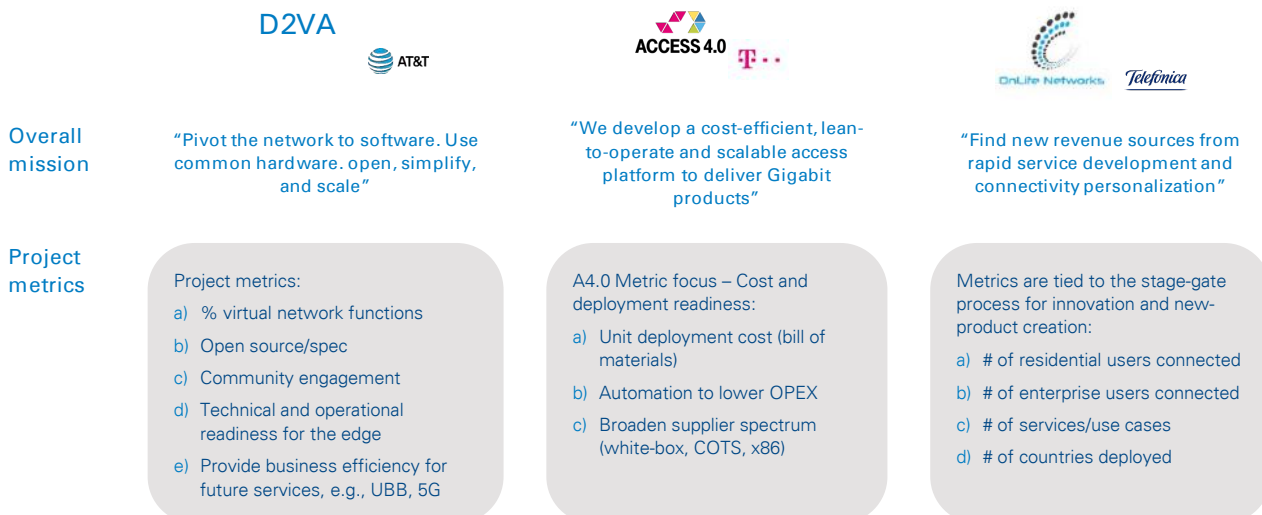 D2VA
AT&T
ACCESS 4.0
T
OnLife Networks
Telefónica
Overall
mission
“Pivot the network to software. Use
common hardware. open, simplify,
and scale”
“We develop a cost-efficient, lean-
to-operate and scalable access
platform to deliver Gigabit
products”
“Find new revenue sources from
rapid service development and
connectivity personalization”
Project
metrics
Project metrics:
a) % virtual network functions
b) Open source/spec
c) Community engagement
d) Technical and operational
readiness for the edge
e) Provide business efficiency for
future services, e.g., UBB, 5G
A4.0 Metric focus – Cost and
deployment readiness:
a) Unit deployment cost (bill of
materials)
b) Automation to lower OPEX
c) Broaden supplier spectrum
(white-box, COTS, x86)
Metrics are tied to the stage-gate
process for innovation and new-
product creation:
a) # of residential users connected
b) # of enterprise users connected
c) # of services/use cases
d) # of countries deployed